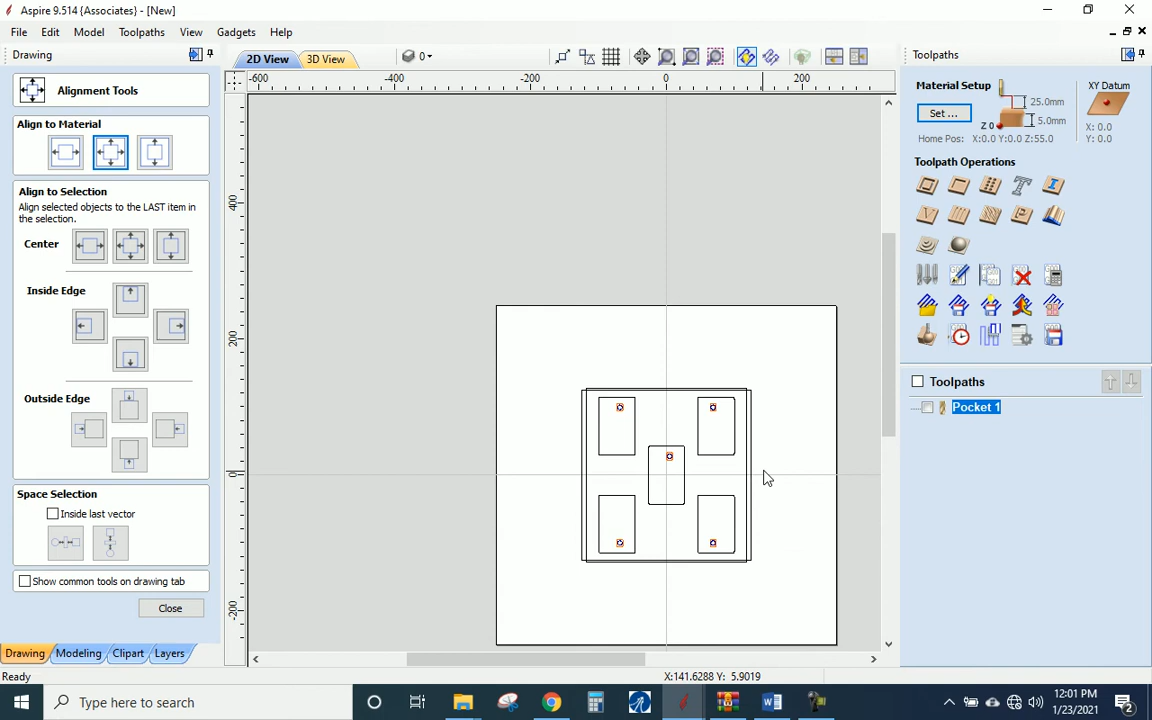 Aspire 9.514 {Associates} - [New]
File Edit Model Toolpaths View Gadgets Help
Drawing
Alignment Tools
Align to Material
Align to Selection
Align selected objects to the LAST item in
the selection.
Center
Inside Edge
Outside Edge
Space Selection
Inside last vector
Show common tools on drawing tab
Close
Drawing Modeling Clipart Layers
Ready
2D View 3D View 0
-600 -400 -200 0 200
400
200
0
-200
X:141.6288 Y: 5.9019
Toolpaths
Material Setup
25.0mm
XY Datum
Set ...
Z 0
5.0mm
X: 0.0
Y: 0.0
Home Pos: X:0.0 Y:0.0 Z:55.0
Toolpath Operations
Toolpaths
Pocket 1
Type here to search
12:01 PM
1/23/2021
2